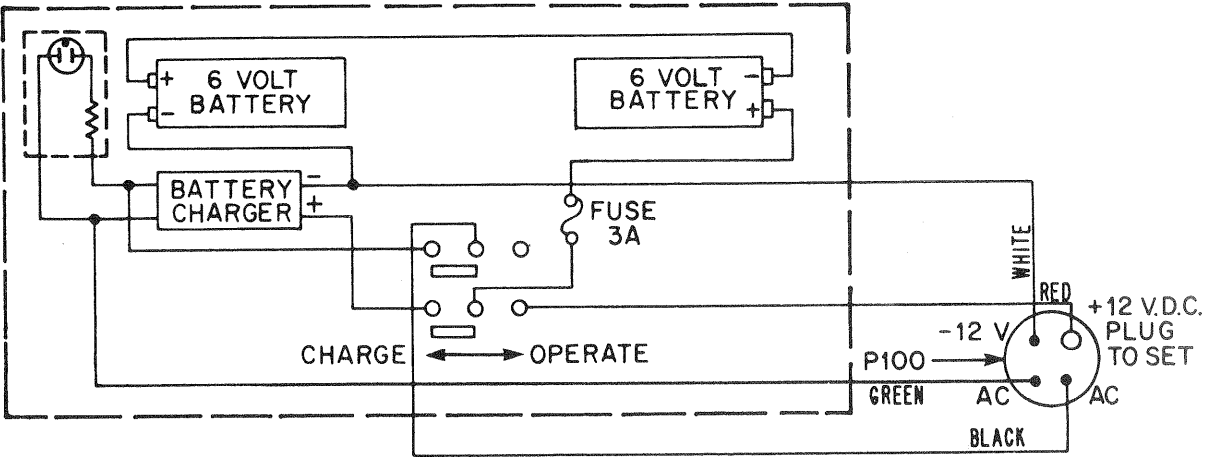 + 6 VOLT
- BATTERY
6 VOLT -
BATTERY +
BATTERY -
CHARGER +
FUSE
3A
WHITE
RED
+12 V.D.C.
-12 V
PLUG
TO SET
CHARGE
OPERATE
P100
GREEN
AC
AC
BLACK